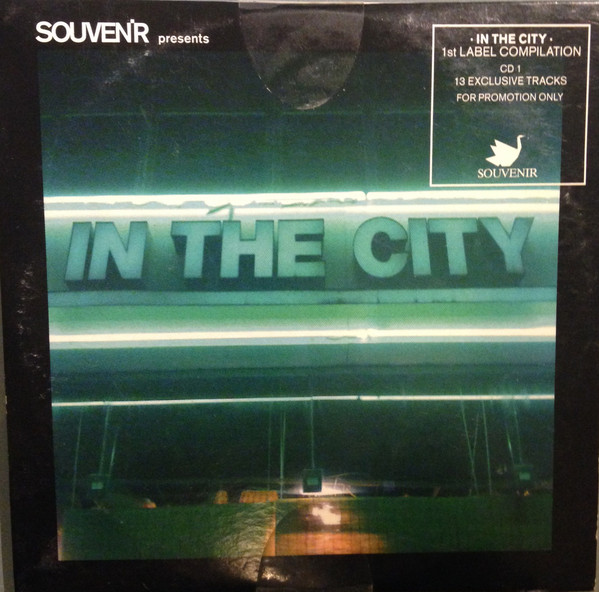 SOUVENIR presents
· IN THE CITY ·
1st LABEL COMPILATION
CD 1
13 EXCLUSIVE TRACKS
FOR PROMOTION ONLY
SOUVENIR
IN THE CITY